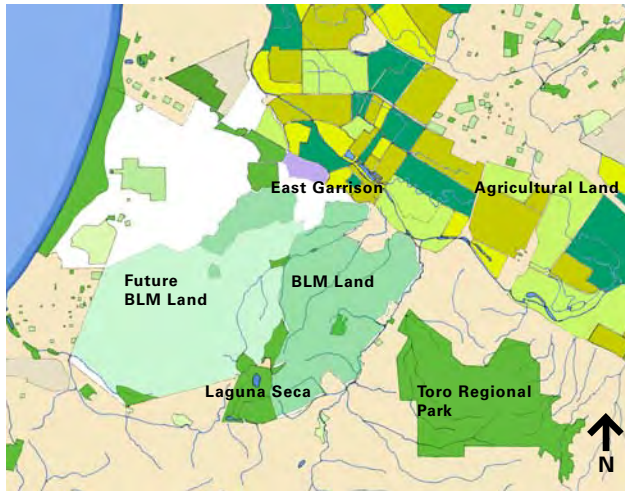 East Garrison
Agricultural Land
Future
BLM Land
BLM Land
Laguna Seca
Toro Regional
Park
N